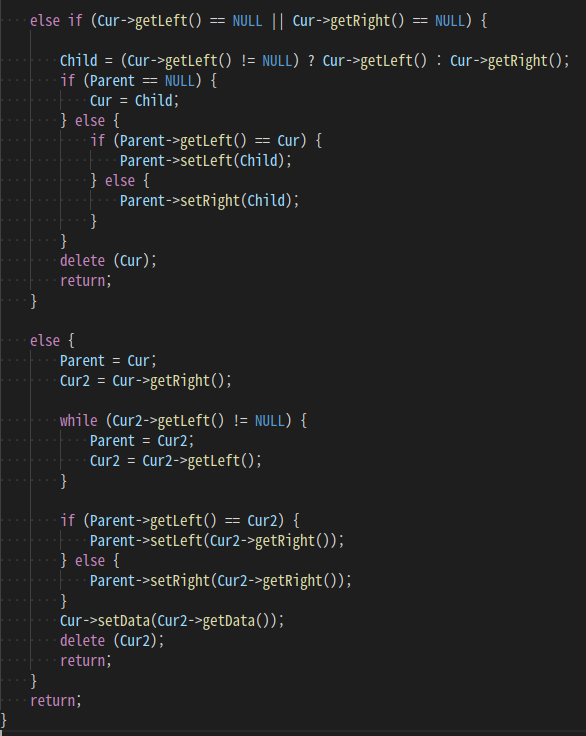 else if (Cur->getLeft() == NULL || Cur->getRight() == NULL) {
Child = (Cur->getLeft() != NULL) ? Cur->getLeft() : Cur->getRight();
if (Parent == NULL) {
Cur = Child;
} else {
if (Parent->getLeft() == Cur) {
Parent->setLeft(Child);
} else {
Parent->setRight(Child);
}
}
delete (Cur);
return;
}
else {
Parent = Cur;
Cur2 = Cur->getRight();
while (Cur2->getLeft() != NULL) {
Parent = Cur2;
Cur2 = Cur2->getLeft();
}
if (Parent->getLeft() == Cur2) {
Parent->setLeft(Cur2->getRight());
} else {
Parent->setRight(Cur2->getRight());
}
Cur->setData(Cur2->getData());
delete (Cur2);
return;
}
return;
}